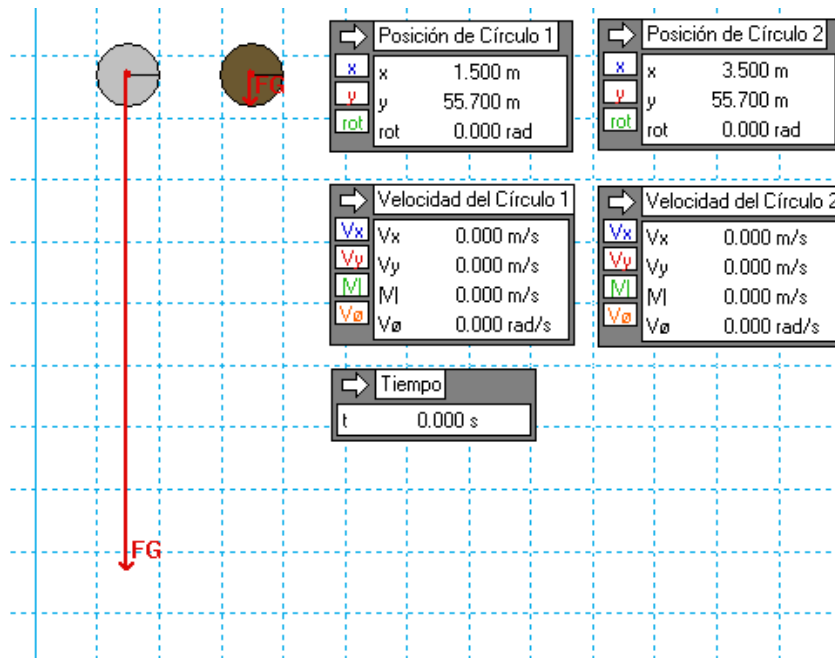 FG
FG
Posición de Círculo 1
x
x 1.500 m
y
y 55.700 m
rot
rot 0.000 rad
Posición de Círculo 2
x
x 3.500 m
y
y 55.700 m
rot
rot 0.000 rad
Velocidad del Círculo 1
Vx
Vx 0.000 m/s
Vy
Vy 0.000 m/s
|V|
|V| 0.000 m/s
Vø
Vø 0.000 rad/s
Velocidad del Círculo 2
Vx
Vx 0.000 m/s
Vy
Vy 0.000 m/s
|V|
|V| 0.000 m/s
Vø
Vø 0.000 rad/s
Tiempo
t 0.000 s